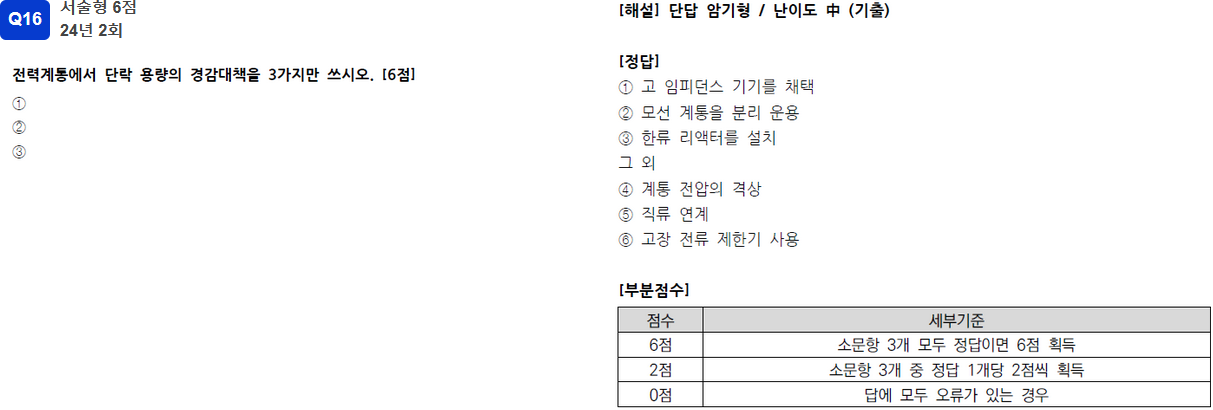 Q16
서술형 6점
24년 2회
전력계통에서 단락 용량의 경감대책을 3가지만 쓰시오. [6점]
①
②
③
[해설] 단답 암기형 / 난이도 中 (기출)
[정답]
① 고 임피던스 기기를 채택
② 모선 계통을 분리 운용
③ 한류 리액터를 설치
그 외
④ 계통 전압의 격상
⑤ 직류 연계
⑥ 고장 전류 제한기 사용
[부분점수]
점수 세부기준
6점 소문항 3개 모두 정답이면 6점 획득
2점 소문항 3개 중 정답 1개당 2점씩 획득
0점 답에 모두 오류가 있는 경우